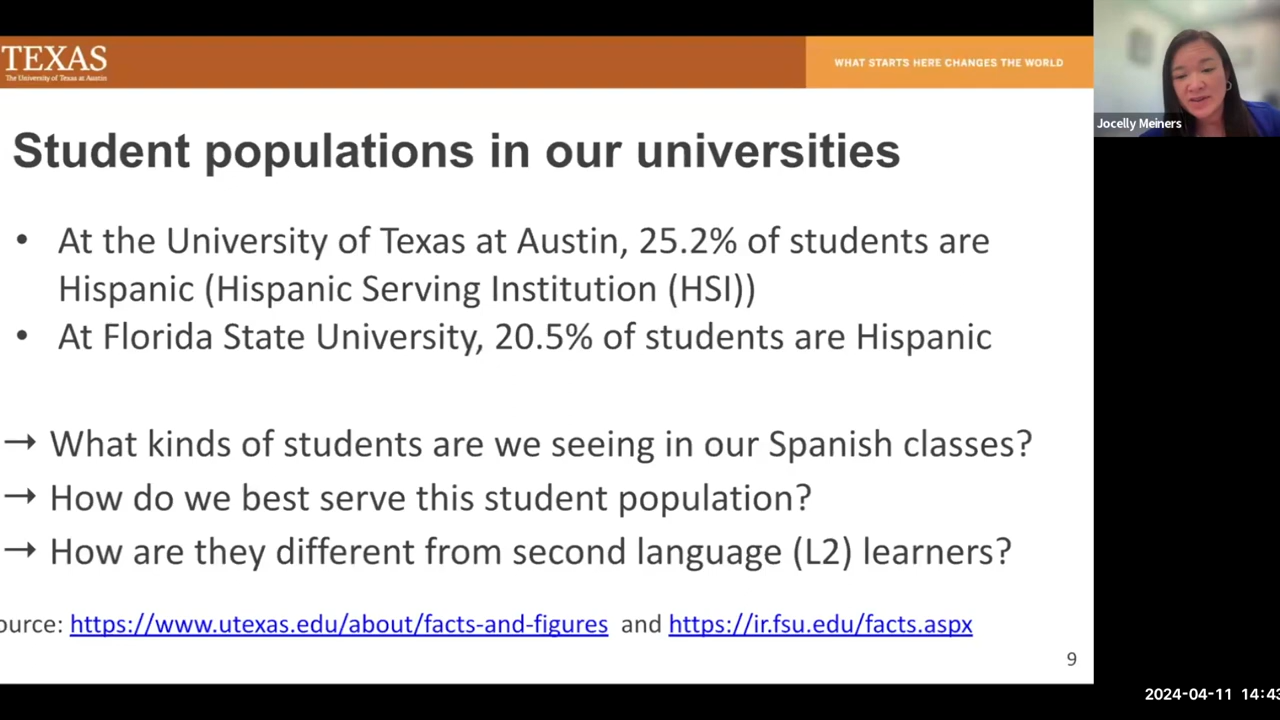 TEXAS
The University of Texas at Austin
WHAT STARTS HERE CHANGES THE WORLD
Jocelly Meiners
Student populations in our universities
• At the University of Texas at Austin, 25.2% of students are
Hispanic (Hispanic Serving Institution (HSI))
• At Florida State University, 20.5% of students are Hispanic
→ What kinds of students are we seeing in our Spanish classes?
→ How do we best serve this student population?
→ How are they different from second language (L2) learners?
ource: https://www.utexas.edu/about/facts-and-figures and https://ir.fsu.edu/facts.aspx
9
2024-04-11 14:43